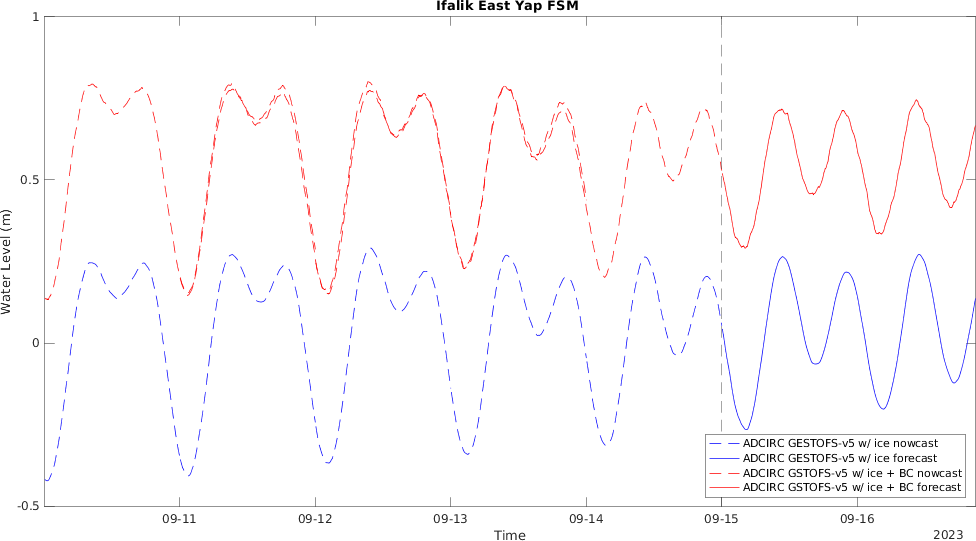 Ifalik East Yap FSM
1
0.5
0
-0.5
Water Level (m)
ADCIRC GESTOFS-v5 w/ ice nowcast
ADCIRC GESTOFS-v5 w/ ice forecast
ADCIRC GSTOFS-v5 w/ ice + BC nowcast
ADCIRC GSTOFS-v5 w/ ice + BC forecast
09-11 09-12 09-13 09-14 09-15 09-16
Time
2023